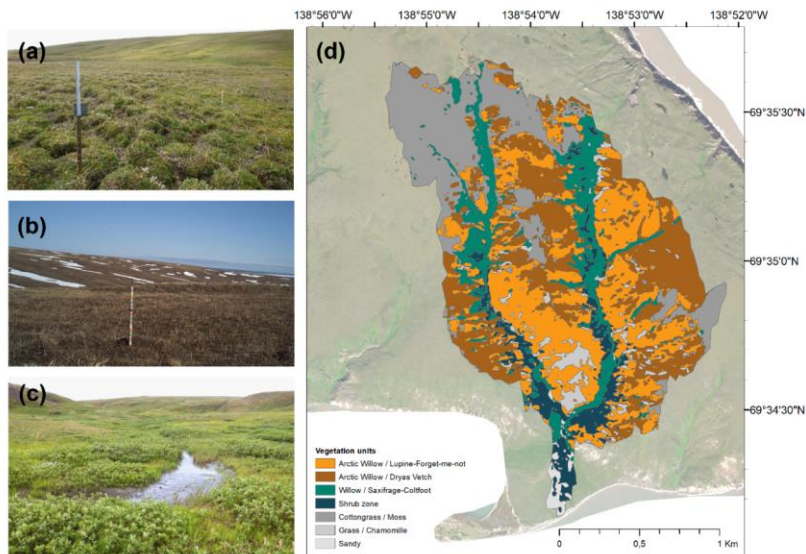 138°56'0"W 138°55'0"W 138°54'0"W 138°53'0"W 138°52'0"W
(a)
(d)
69°35'30"N
(b)
69°35'0"N
(c)
69°34'30"N
Vegetation units
Arctic Willow / Lupine-Forget-me-not
Arctic Willow / Dryas Vetch
Willow / Saxifrage-Coltfoot
Shrub zone
Cottongrass / Moss
Grass / Chamomille
Sandy
0 0,5 1 Km